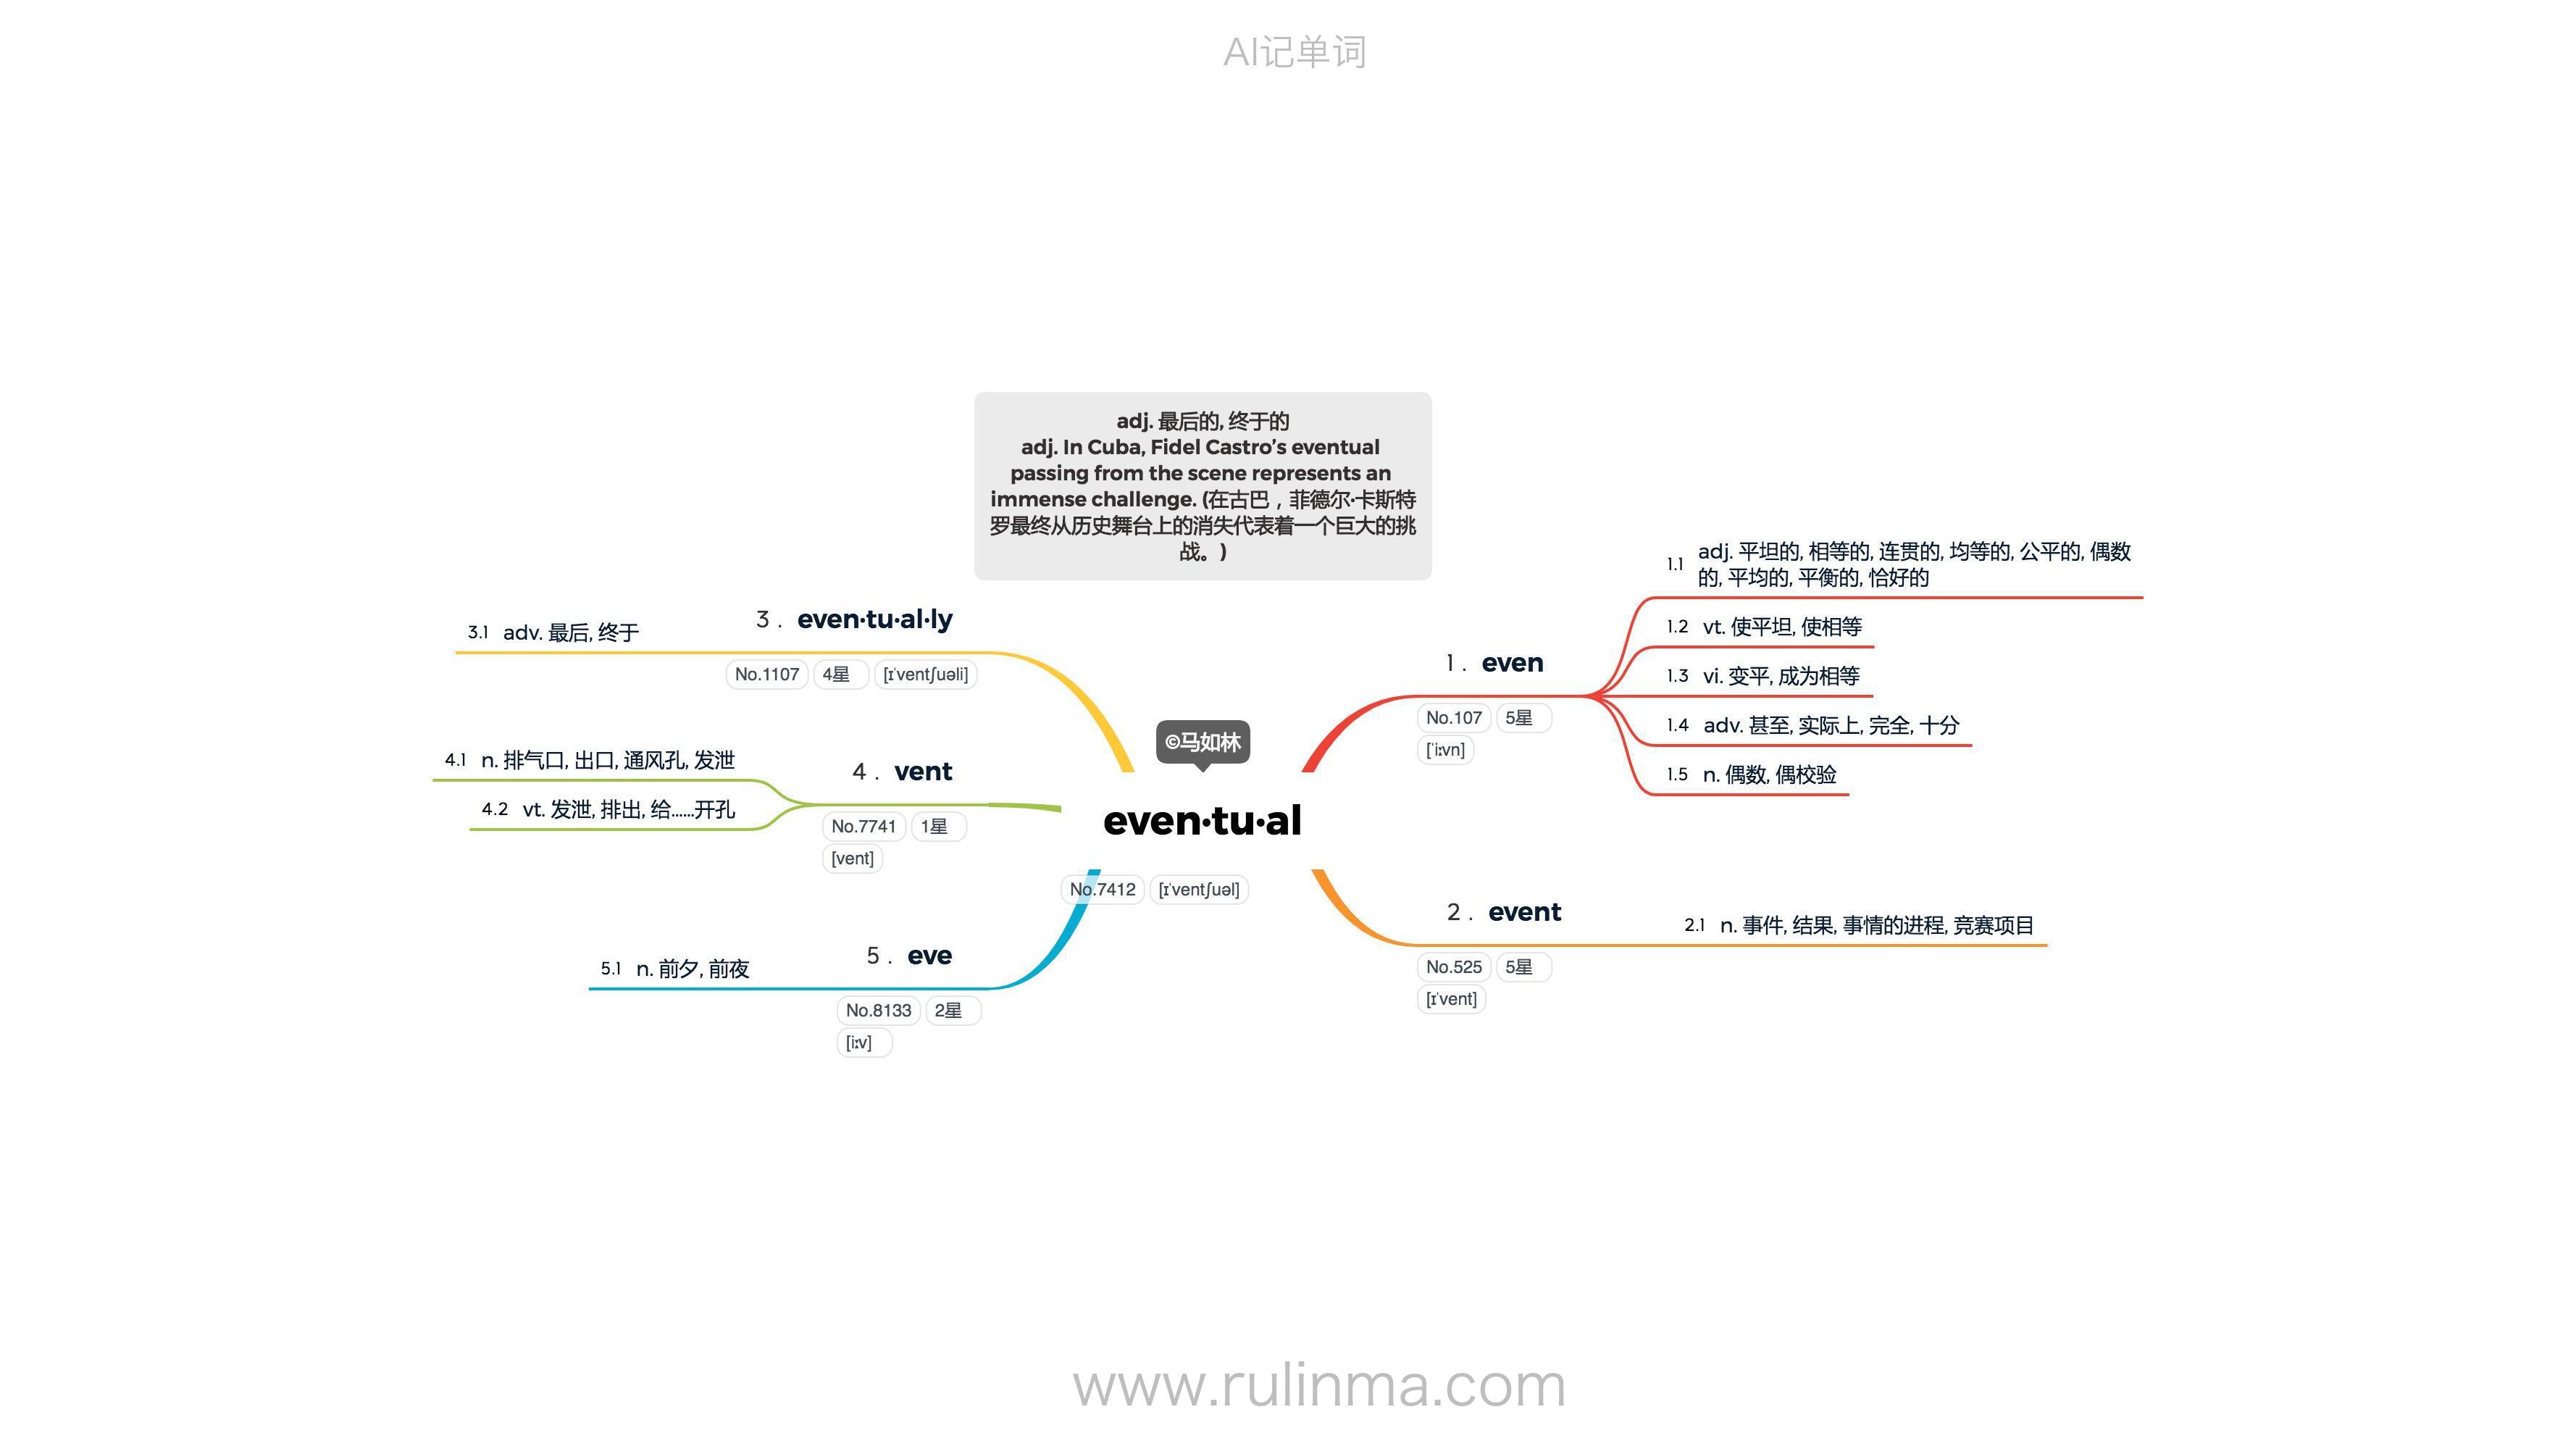 AI记单词
adj. 最后的, 终于的
adj. In Cuba, Fidel Castro’s eventual
passing from the scene represents an
immense challenge. (在古巴，菲德尔·卡斯特
罗最终从历史舞台上的消失代表着一个巨大的挑
战。)
©马如林
even·tu·al
No.7412 [ɪˈventʃuəl]
1. even
No.107 5星
[ˈiːvn]
1.1 adj. 平坦的, 相等的, 连贯的, 均等的, 公平的, 偶数
的, 平均的, 平衡的, 恰好的
1.2 vt. 使平坦, 使相等
1.3 vi. 变平, 成为相等
1.4 adv. 甚至, 实际上, 完全, 十分
1.5 n. 偶数, 偶校验
2. event
No.525 5星
[ɪˈvent]
2.1 n. 事件, 结果, 事情的进程, 竞赛项目
3. even·tu·al·ly
No.1107 4星 [ɪˈventʃuəli]
3.1 adv. 最后, 终于
4. vent
No.7741 1星
[vent]
4.1 n. 排气口, 出口, 通风孔, 发泄
4.2 vt. 发泄, 排出, 给……开孔
5. eve
No.8133 2星
[iːv]
5.1 n. 前夕, 前夜
www.rulinma.com